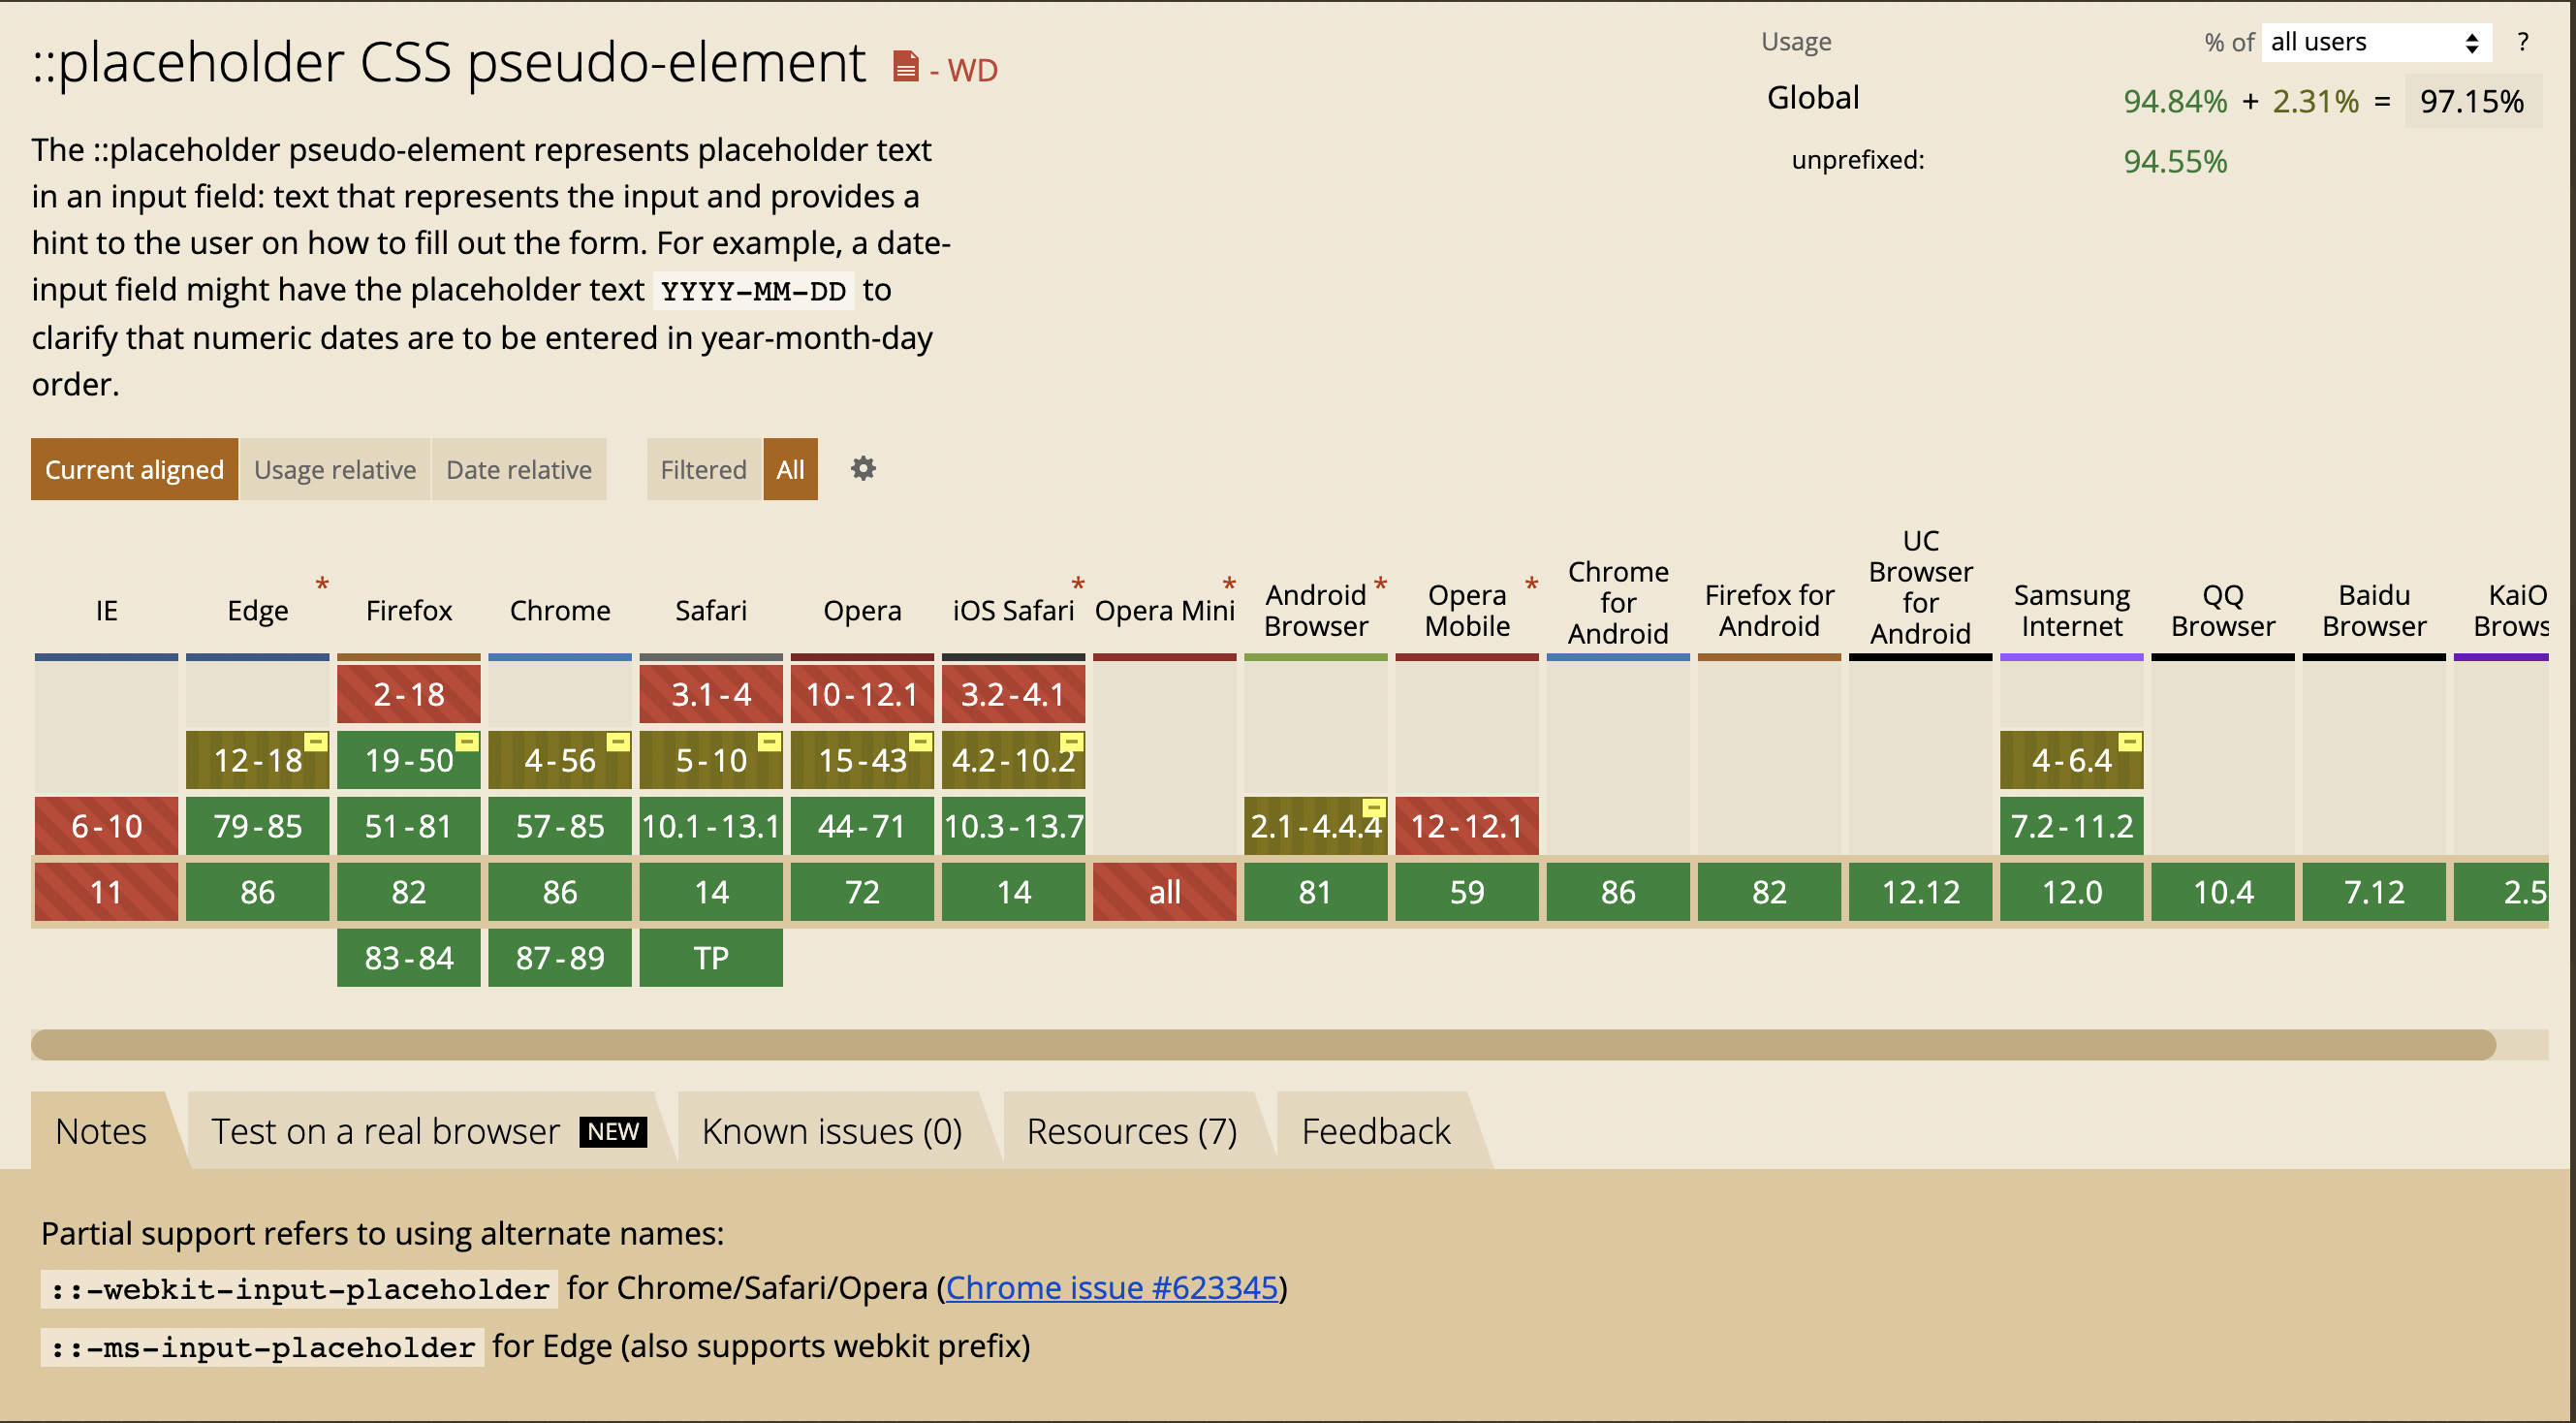 ::placeholder CSS pseudo-element - WD
Usage % of all users ?
Global 94.84% + 2.31% = 97.15%
unprefixed: 94.55%
The ::placeholder pseudo-element represents placeholder text
in an input field: text that represents the input and provides a
hint to the user on how to fill out the form. For example, a date-
input field might have the placeholder text YYYY-MM-DD to
clarify that numeric dates are to be entered in year-month-day
order.
Current aligned Usage relative Date relative Filtered All
IE
Edge *
Firefox
Chrome
Safari
Opera
iOS Safari *
Opera Mini *
Android *
Browser
Opera *
Mobile
Chrome
for
Android
Firefox for
Android
UC
Browser
for
Android
Samsung
Internet
QQ
Browser
Baidu
Browser
KaiO
Brows
2-18 3.1-4 10-12.1 3.2-4.1
12-18 19-50 4-56 5-10 15-43 4.2-10.2 4-6.4
6-10 79-85 51-81 57-85 10.1-13.1 44-71 10.3-13.7 2.1-4.4.4 12-12.1 7.2-11.2
11 86 82 86 14 72 14 all 81 59 86 82 12.12 12.0 10.4 7.12 2.5
83-84 87-89 TP
Notes Test on a real browser NEW Known issues (0) Resources (7) Feedback
Partial support refers to using alternate names:
::-webkit-input-placeholder for Chrome/Safari/Opera (Chrome issue #623345)
::-ms-input-placeholder for Edge (also supports webkit prefix)